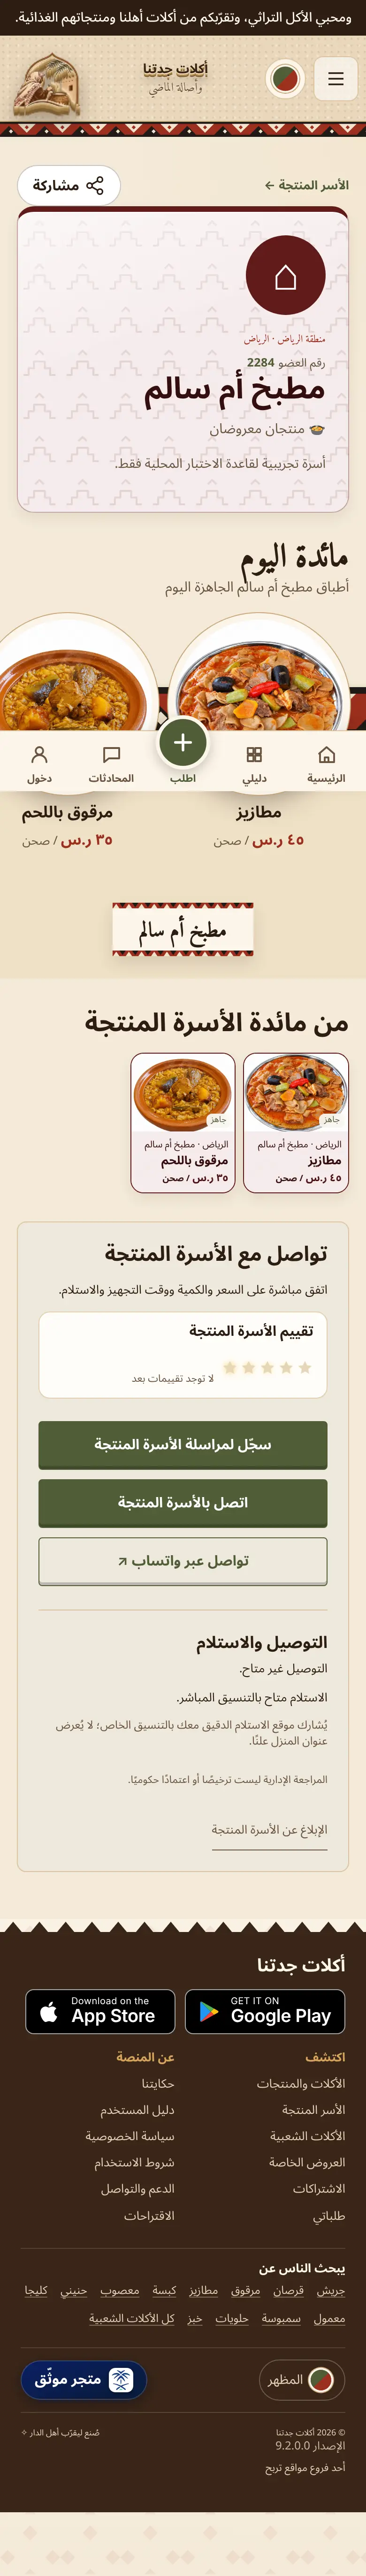 ومحبي الأكل التراثي، ونقرّبكم من أكلات أهلنا ومنتجاتهم الغذائية.
أكلات جدتنا
وأصالة الماضي
الأسر المنتجة ←
مشاركة
منطقة الرياض · الرياض
رقم العضو 2284
مطبخ أم سالم
منتجان معروضان
أسرة تجريبية لقاعدة الاختبار المحلية فقط.
مائدة اليوم
أطباق مطبخ أم سالم الجاهزة اليوم
الرئيسية
دليلي
اطلب
المحادثات
دخول
مطازيز
٤٥ ر.س / صحن
مرقوق باللحم
٣٥ ر.س / صحن
مطبخ أم سالم
من مائدة الأسرة المنتجة
جاهز
الرياض · مطبخ أم سالم
مطازيز
٤٥ ر.س / صحن
جاهز
الرياض · مطبخ أم سالم
مرقوق باللحم
٣٥ ر.س / صحن
تواصل مع الأسرة المنتجة
اتفق مباشرة على السعر والكمية ووقت التجهيز والاستلام.
تقييم الأسرة المنتجة
لا توجد تقييمات بعد
سجّل لمراسلة الأسرة المنتجة
اتصل بالأسرة المنتجة
تواصل عبر واتساب ↗
التوصيل والاستلام
التوصيل غير متاح.
الاستلام متاح بالتنسيق المباشر.
يُشارك موقع الاستلام الدقيق معك بالتنسيق الخاص؛ لا يُعرض
عنوان المنزل علنًا.
المراجعة الإدارية ليست ترخيصًا أو اعتمادًا حكوميًا.
الإبلاغ عن الأسرة المنتجة
أكلات جدتنا
GET IT ON
Google Play
Download on the
App Store
اكتشف
الأكلات والمنتجات
الأسر المنتجة
الأكلات الشعبية
العروض الخاصة
الاشتراكات
طلباتي
عن المنصة
حكايتنا
دليل المستخدم
سياسة الخصوصية
شروط الاستخدام
الدعم والتواصل
الاقتراحات
يبحث الناس عن
جريش قرصان مرقوق مطازيز كبسة معصوب حنيني كليجا
معمول سمبوسة حلويات خبز كل الأكلات الشعبية
المظهر
متجر موثّق
© 2026 أكلات جدتنا
صُنع ليقرّب أهل الدار ✧
الإصدار 9.2.0.0
أحد فروع مواقع تربح